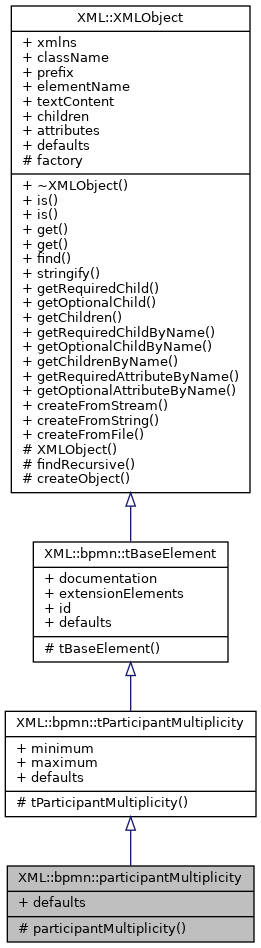 XML::XMLObject
+ xmlns
+ className
+ prefix
+ elementName
+ textContent
+ children
+ attributes
+ defaults
# factory
+ ~XMLObject()
+ is()
+ is()
+ get()
+ get()
+ find()
+ stringify()
+ getRequiredChild()
+ getOptionalChild()
+ getChildren()
+ getRequiredChildByName()
+ getOptionalChildByName()
+ getChildrenByName()
+ getRequiredAttributeByName()
+ getOptionalAttributeByName()
+ createFromStream()
+ createFromString()
+ createFromFile()
# XMLObject()
# findRecursive()
# createObject()
XML::bpmn::tBaseElement
+ documentation
+ extensionElements
+ id
+ defaults
# tBaseElement()
XML::bpmn::tParticipantMultiplicity
+ minimum
+ maximum
+ defaults
# tParticipantMultiplicity()
XML::bpmn::participantMultiplicity
+ defaults
# participantMultiplicity()